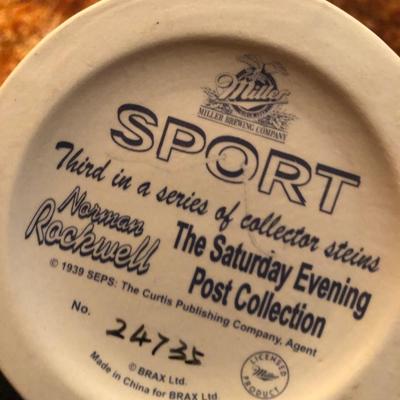 Miller
MILLER BREWING COMPANY
SPORT
Third in a series of collector steins
Norman Rockwell
The Saturday Evening
Post Collection
© 1939 SEPS: The Curtis Publishing Company, Agent
No. 24735
© BRAX Ltd.
Made in China for BRAX Ltd.
LICENSED
Miller
PRODUCT